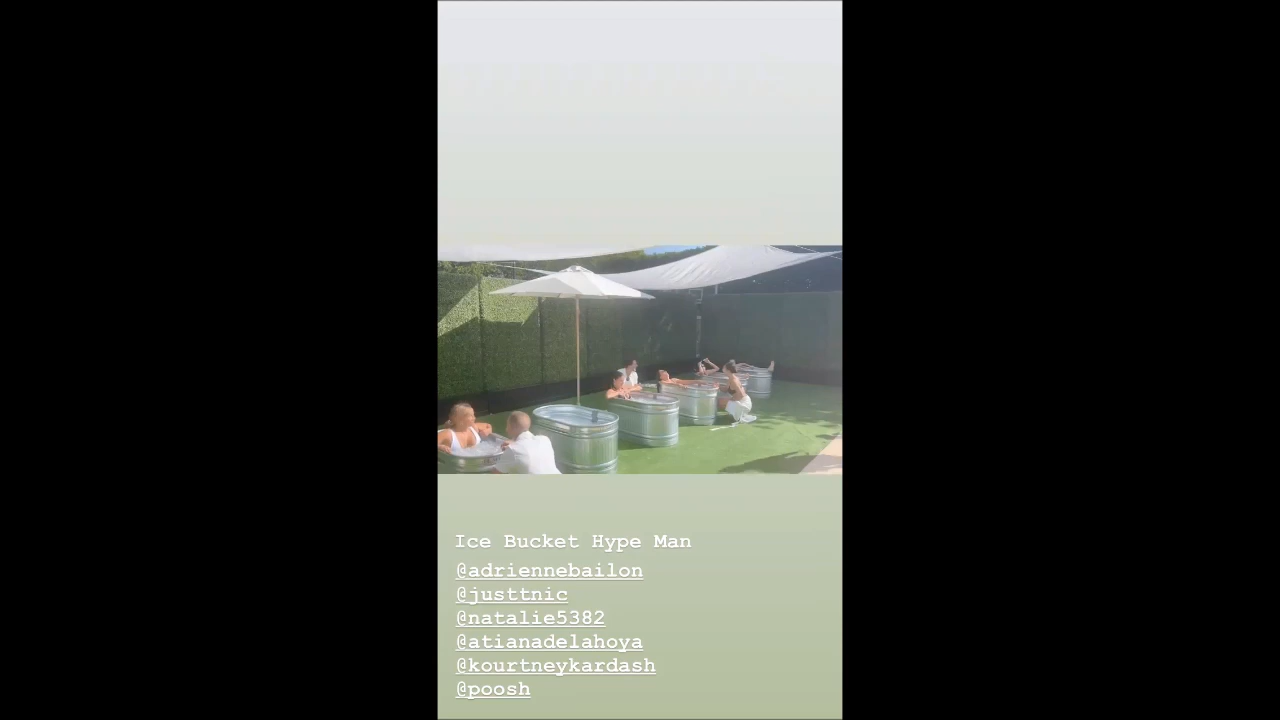 Ice Bucket Hype Man
@adriennebailon
@justtnic
@natalie5382
@atianadelahoya
@kourtneykardash
@poosh